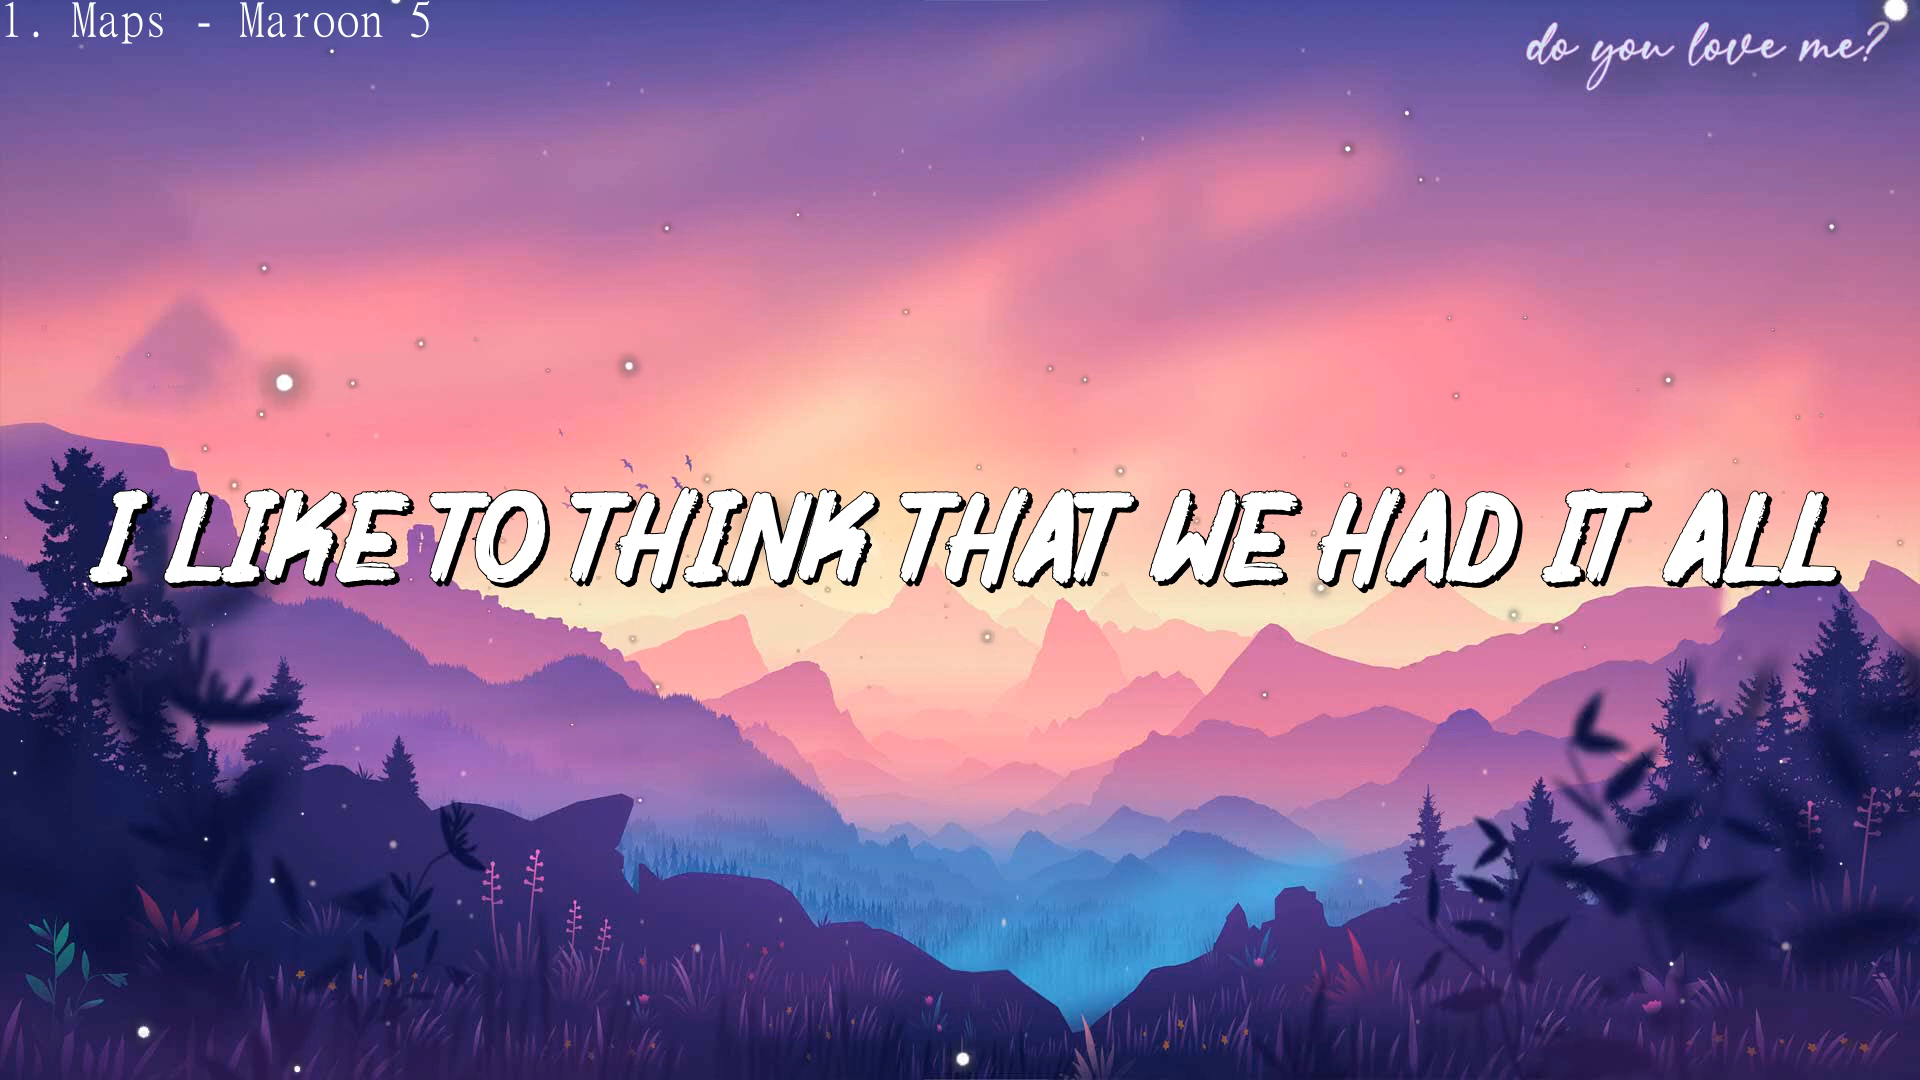 1. Maps - Maroon 5
do you love me?
I LIKE TO THINK THAT WE HAD IT ALL